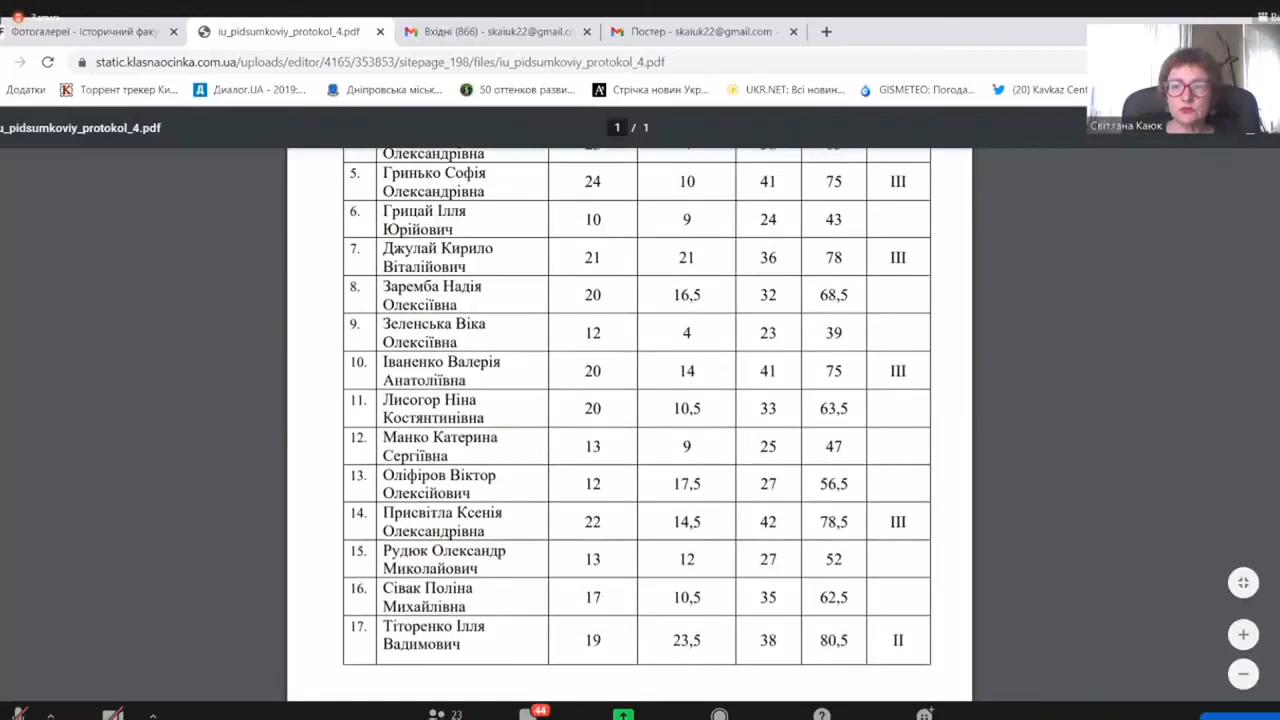 Запись
Фотогалереї - Історичний факу
iu_pidsumkoviy_protokol_4.pdf
Вхідні (866) - skaiuk22@gmail.c
Постер - skaiuk22@gmail.com -
static.klasnaocinka.com.ua/uploads/editor/4165/353853/sitepage_198/files/iu_pidsumkoviy_protokol_4.pdf
Додатки
Торрент трекер Ки...
Диалог.UA - 2019:...
Дніпровська міськ...
50 оттенков разви...
Стрічка новин Укр...
UKR.NET: Всі новин...
GISMETEO: Погода...
(20) Kavkaz Cent
Світлана Каюк
u_pidsumkoviy_protokol_4.pdf
1 / 1
Олександрівна
5. Гринько Софія Олександрівна 24 10 41 75 III
6. Грицай Ілля Юрійович 10 9 24 43
7. Джулай Кирило Віталійович 21 21 36 78 III
8. Заремба Надія Олексіївна 20 16,5 32 68,5
9. Зеленська Віка Олексіївна 12 4 23 39
10. Іваненко Валерія Анатоліївна 20 14 41 75 III
11. Лисогор Ніна Костянтинівна 20 10,5 33 63,5
12. Манко Катерина Сергіївна 13 9 25 47
13. Оліфіров Віктор Олексійович 12 17,5 27 56,5
14. Присвітла Ксенія Олександрівна 22 14,5 42 78,5 III
15. Рудюк Олександр Миколайович 13 12 27 52
16. Сівак Поліна Михайлівна 17 10,5 35 62,5
17. Тіторенко Ілля Вадимович 19 23,5 38 80,5 II
23
44